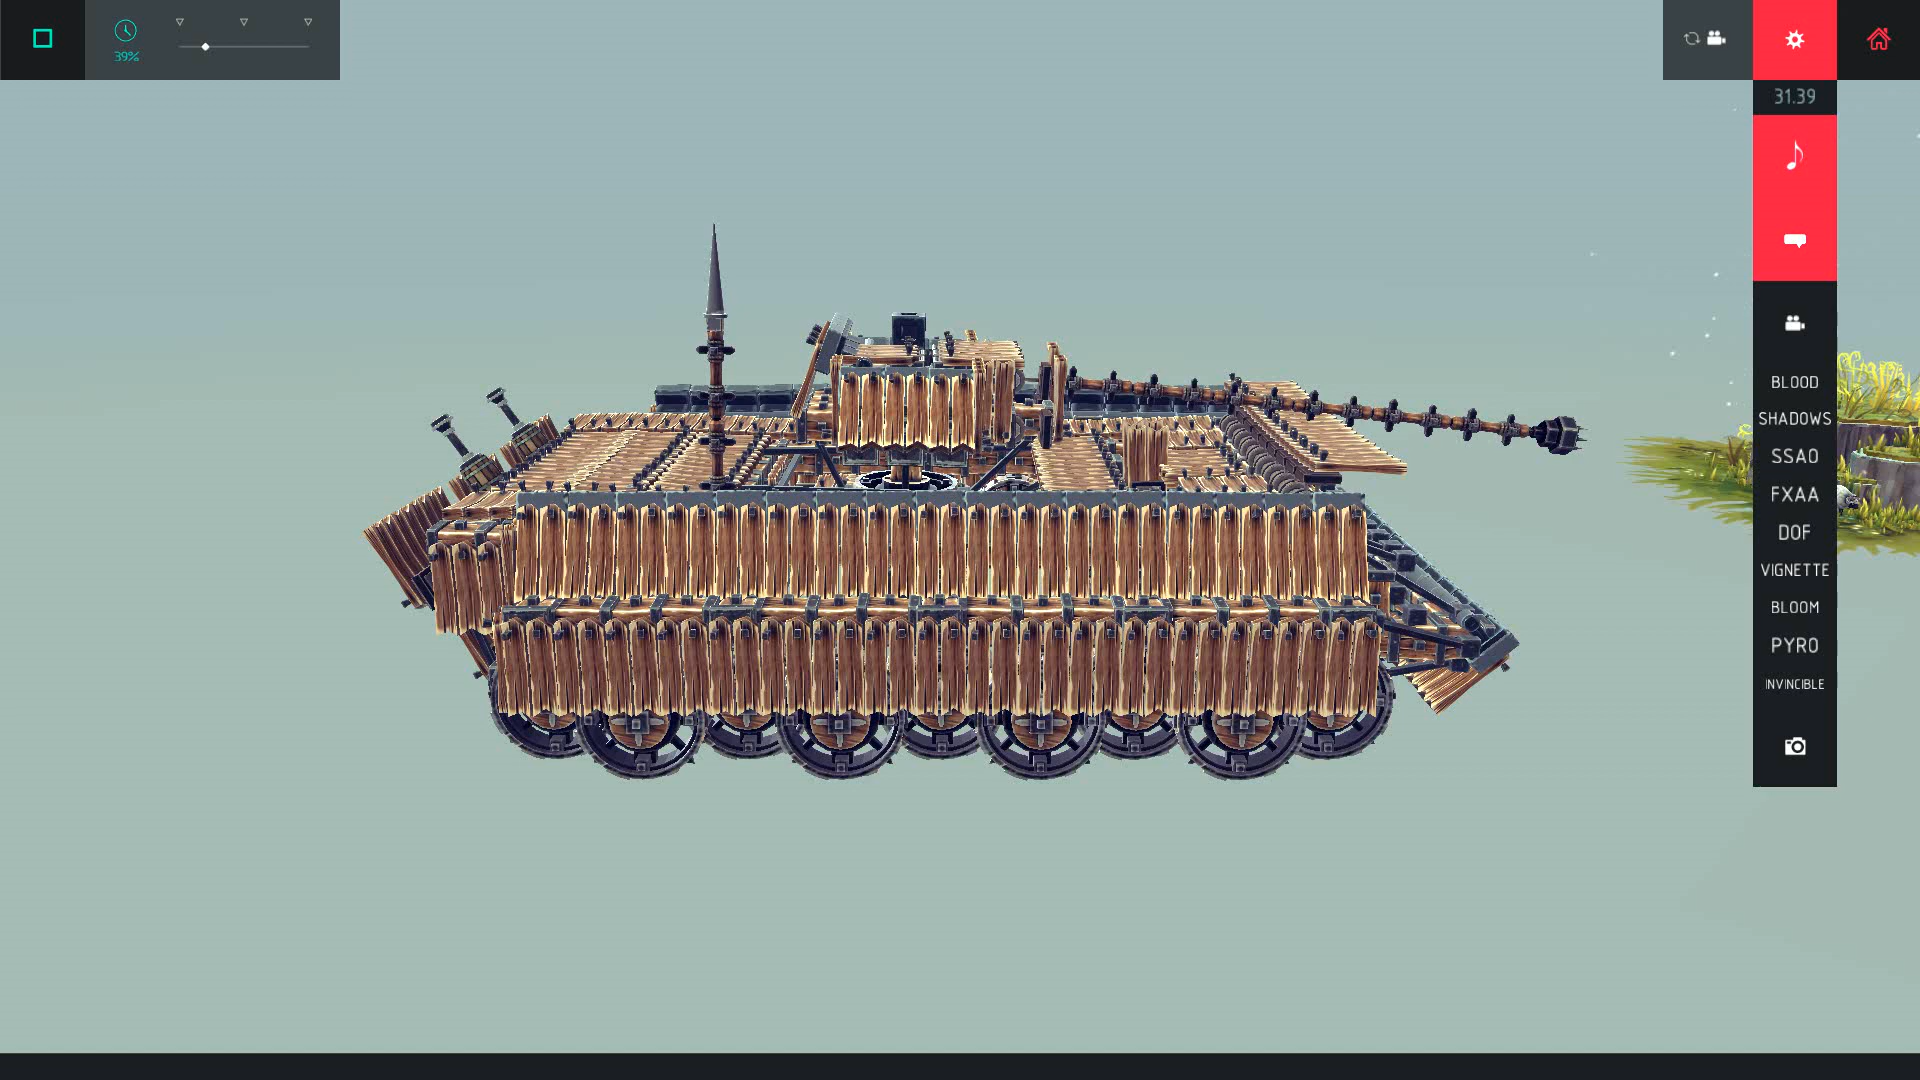 39%
31.39
BLOOD
SHADOWS
SSAO
FXAA
DOF
VIGNETTE
BLOOM
PYRO
INVINCIBLE